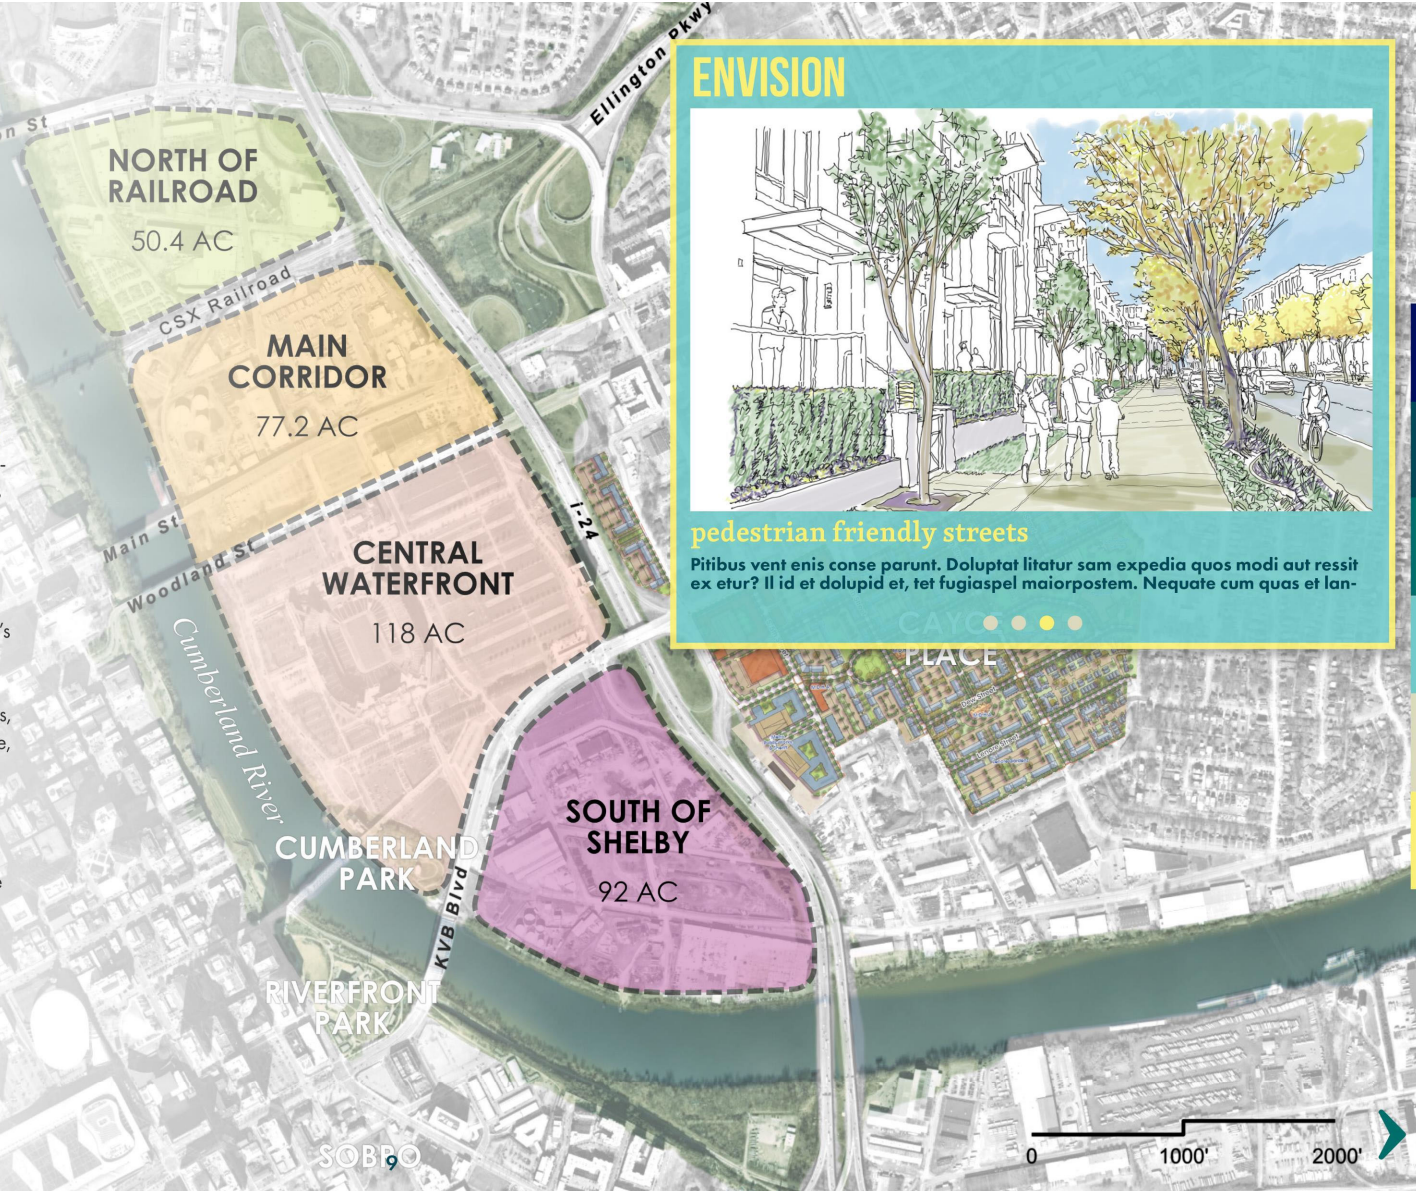 Ellington Pkwy
on St
NORTH OF
RAILROAD
50.4 AC
CSX Railroad
MAIN
CORRIDOR
77.2 AC
Main St
Woodland St
i-24
CENTRAL
WATERFRONT
118 AC
Cumberland River
's
s,
e,
e
CUMBERLAND
PARK
KVB Blvd
SOUTH OF
SHELBY
92 AC
RIVERFRONT
PARK
SOBRO
9
ENVISION
pedestrian friendly streets
Pitibus vent enis conse parunt. Doluptat litatur sam expedia quos modi aut ressit
ex etur? Il id et dolupid et, tet fugiaspel maiorpostem. Nequate cum quas et lan-
CAYCE
PLACE
0 1000' 2000'